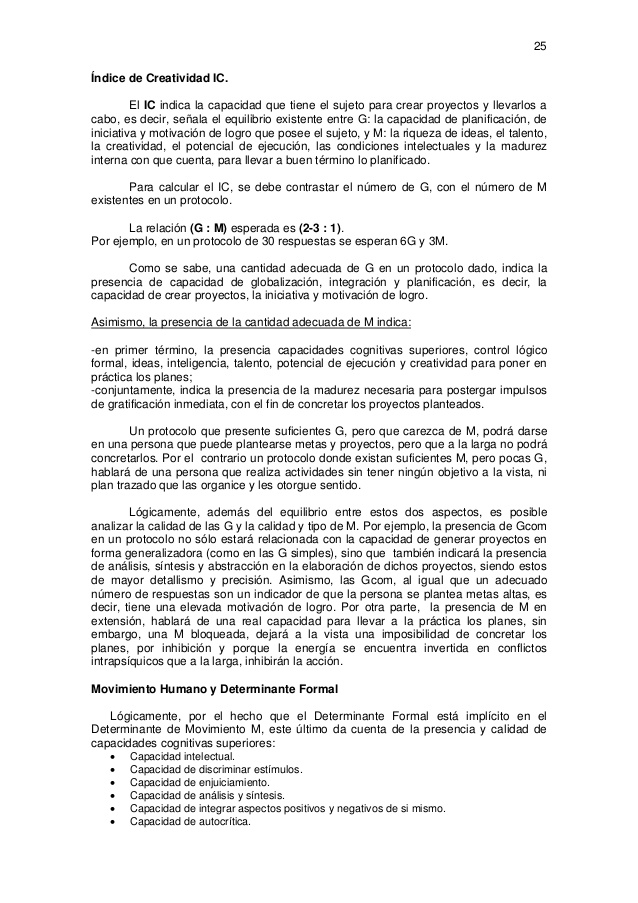 25
Índice de Creatividad IC.
El IC indica la capacidad que tiene el sujeto para crear proyectos y llevarlos a
cabo, es decir, señala el equilibrio existente entre G: la capacidad de planificación, de
iniciativa y motivación de logro que posee el sujeto, y M: la riqueza de ideas, el talento,
la creatividad, el potencial de ejecución, las condiciones intelectuales y la madurez
interna con que cuenta, para llevar a buen término lo planificado.
Para calcular el IC, se debe contrastar el número de G, con el número de M
existentes en un protocolo.
La relación (G : M) esperada es (2-3 : 1).
Por ejemplo, en un protocolo de 30 respuestas se esperan 6G y 3M.
Como se sabe, una cantidad adecuada de G en un protocolo dado, indica la
presencia de capacidad de globalización, integración y planificación, es decir, la
capacidad de crear proyectos, la iniciativa y motivación de logro.
Asimismo, la presencia de la cantidad adecuada de M indica:
-en primer término, la presencia capacidades cognitivas superiores, control lógico
formal, ideas, inteligencia, talento, potencial de ejecución y creatividad para poner en
práctica los planes;
-conjuntamente, indica la presencia de la madurez necesaria para postergar impulsos
de gratificación inmediata, con el fin de concretar los proyectos planteados.
Un protocolo que presente suficientes G, pero que carezca de M, podrá darse
en una persona que puede plantearse metas y proyectos, pero que a la larga no podrá
concretarlos. Por el contrario un protocolo donde existan suficientes M, pero pocas G,
hablará de una persona que realiza actividades sin tener ningún objetivo a la vista, ni
plan trazado que las organice y les otorgue sentido.
Lógicamente, además del equilibrio entre estos dos aspectos, es posible
analizar la calidad de las G y la calidad y tipo de M. Por ejemplo, la presencia de Gcom
en un protocolo no sólo estará relacionada con la capacidad de generar proyectos en
forma generalizadora (como en las G simples), sino que también indicará la presencia
de análisis, síntesis y abstracción en la elaboración de dichos proyectos, siendo estos
de mayor detallismo y precisión. Asimismo, las Gcom, al igual que un adecuado
número de respuestas son un indicador de que la persona se plantea metas altas, es
decir, tiene una elevada motivación de logro. Por otra parte, la presencia de M en
extensión, hablará de una real capacidad para llevar a la práctica los planes, sin
embargo, una M bloqueada, dejará a la vista una imposibilidad de concretar los
planes, por inhibición y porque la energía se encuentra invertida en conflictos
intrapsíquicos que a la larga, inhibirán la acción.
Movimiento Humano y Determinante Formal
Lógicamente, por el hecho que el Determinante Formal está implícito en el
Determinante de Movimiento M, este último da cuenta de la presencia y calidad de
capacidades cognitivas superiores:
• Capacidad intelectual.
• Capacidad de discriminar estímulos.
• Capacidad de enjuiciamiento.
• Capacidad de análisis y síntesis.
• Capacidad de integrar aspectos positivos y negativos de si mismo.
• Capacidad de autocrítica.